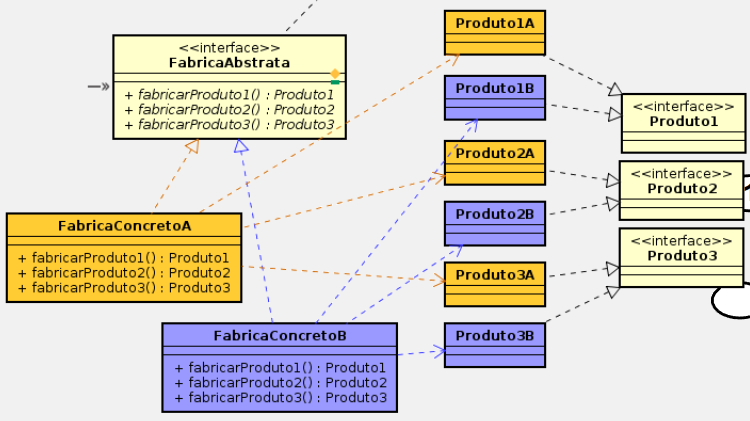 <<interface>>
FabricaAbstrata
+ fabricarProduto1() : Produto1
+ fabricarProduto2() : Produto2
+ fabricarProduto3() : Produto3
FabricaConcretoA
+ fabricarProduto1() : Produto1
+ fabricarProduto2() : Produto2
+ fabricarProduto3() : Produto3
FabricaConcretoB
+ fabricarProduto1() : Produto1
+ fabricarProduto2() : Produto2
+ fabricarProduto3() : Produto3
Produto1A
Produto1B
Produto2A
Produto2B
Produto3A
Produto3B
<<interface>>
Produto1
<<interface>>
Produto2
<<interface>>
Produto3